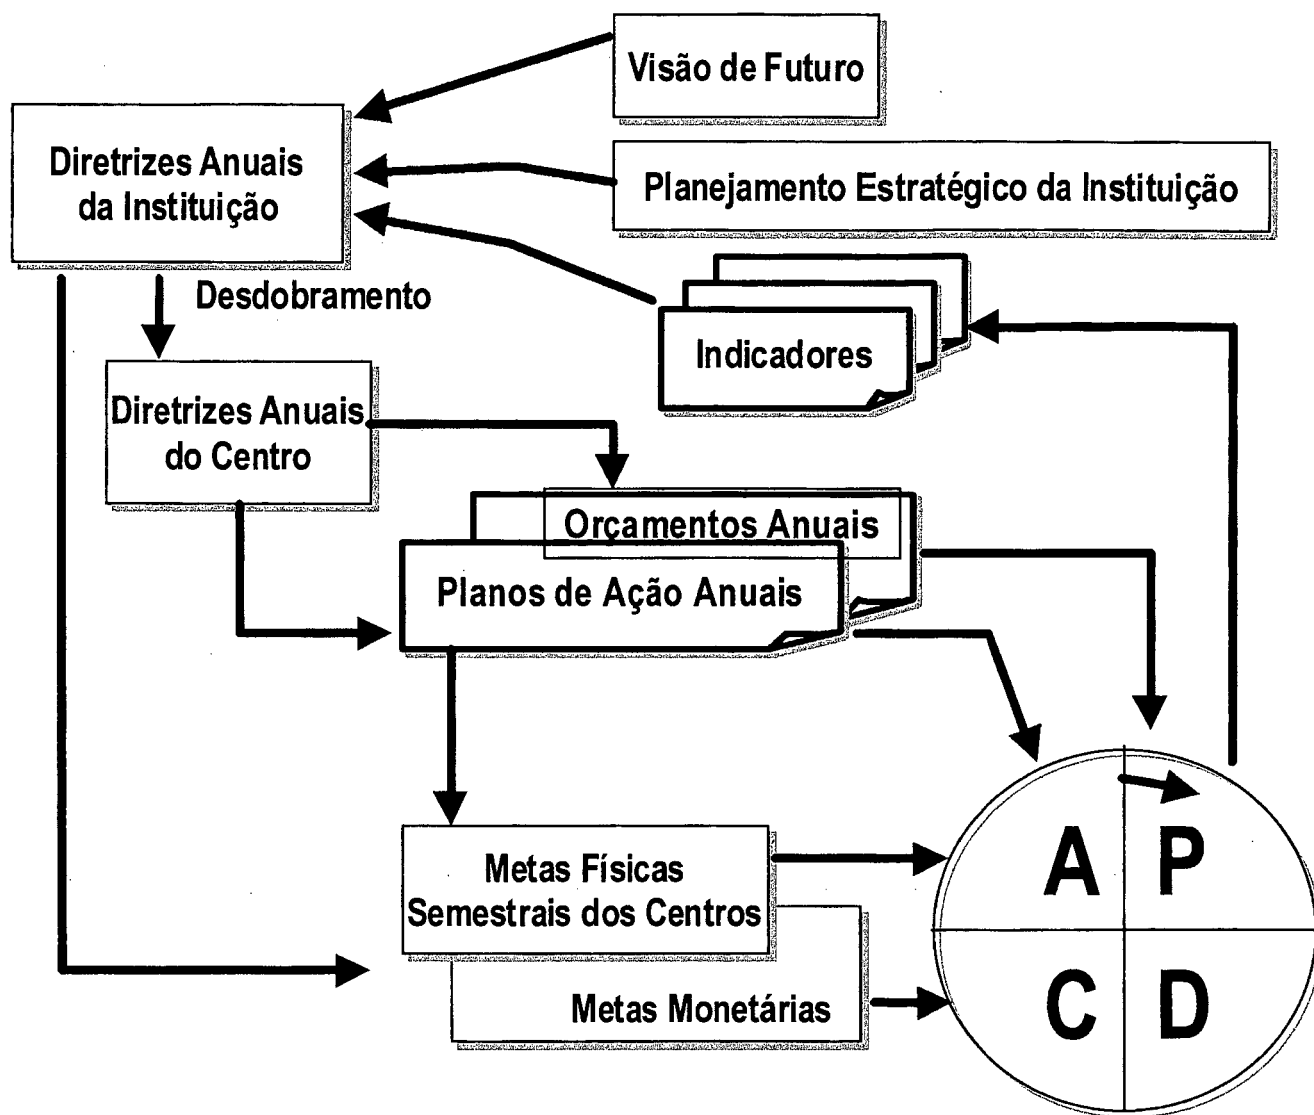 Visão de Futuro
Diretrizes Anuais
da Instituição
Planejamento Estratégico da Instituição
Desdobramento
Indicadores
Diretrizes Anuais
do Centro
Orçamentos Anuais
Planos de Ação Anuais
Metas Físicas
Semestrais dos Centros
Metas Monetárias
A P
C D